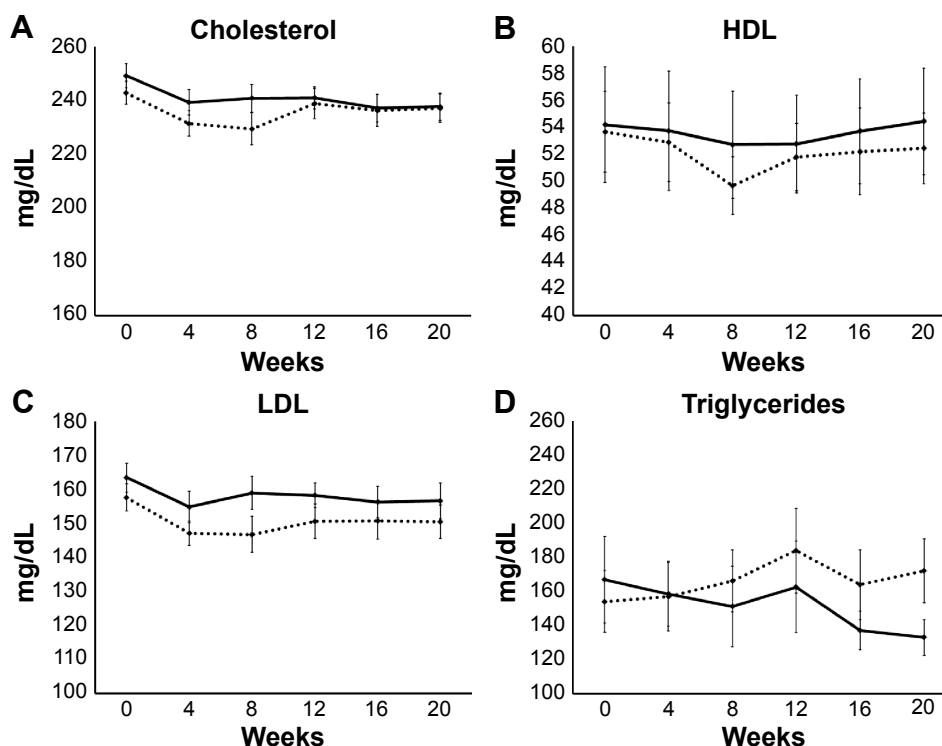 A
Cholesterol
mg/dL
260
240
220
200
180
160
0 4 8 12 16 20
Weeks
B
HDL
mg/dL
60
58
56
54
52
50
48
46
44
42
40
0 4 8 12 16 20
Weeks
C
LDL
mg/dL
180
170
160
150
140
130
120
110
100
0 4 8 12 16 20
Weeks
D
Triglycerides
mg/dL
260
240
220
200
180
160
140
120
100
0 4 8 12 16 20
Weeks